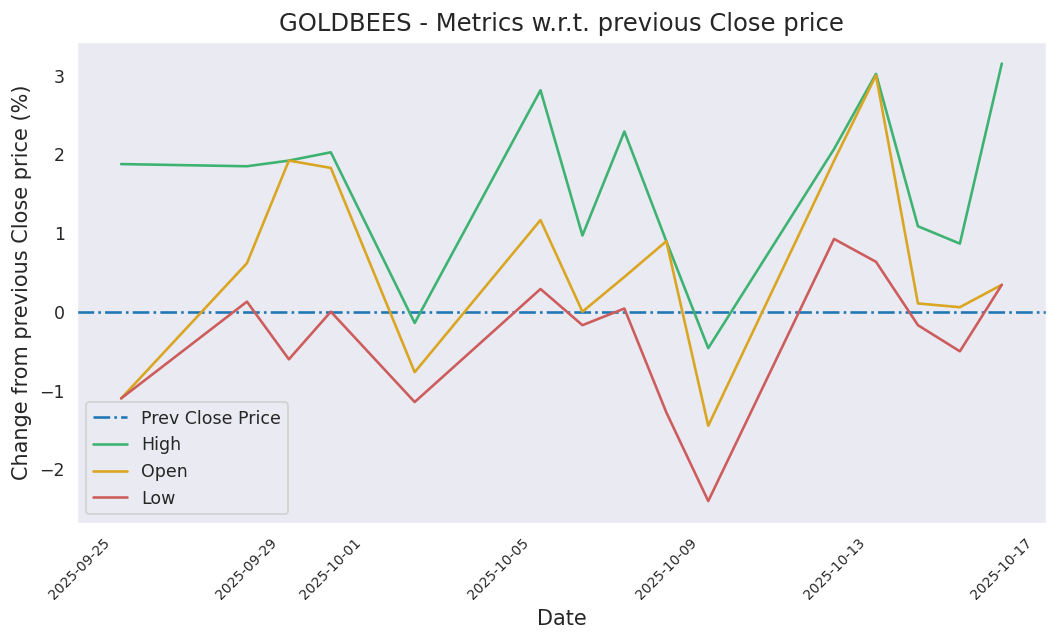 GOLDBEES - Metrics w.r.t. previous Close price
Change from previous Close price (%)
3
2
1
0
−1
−2
Prev Close Price
High
Open
Low
2025-09-25
2025-09-29
2025-10-01
2025-10-05
2025-10-09
2025-10-13
2025-10-17
Date